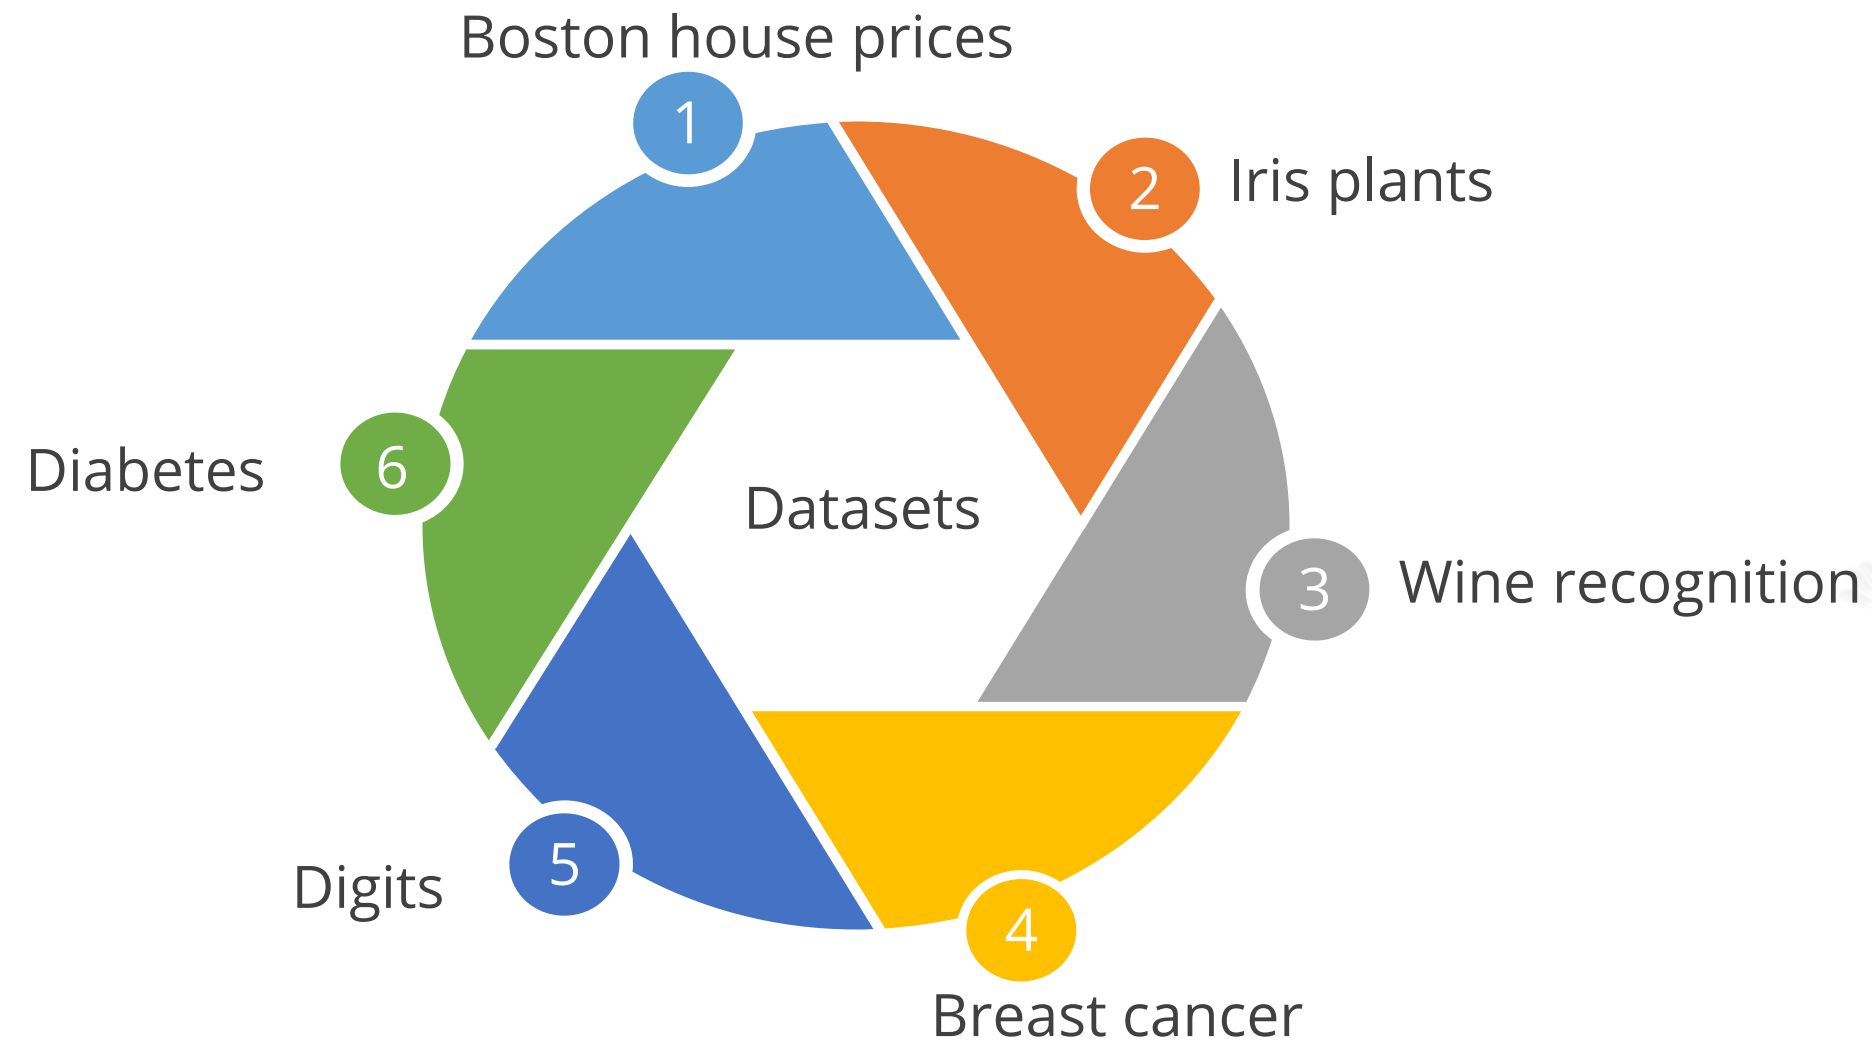 Boston house prices
1
2
Iris plants
3
Wine recognition
4
Breast cancer
5
Digits
6
Diabetes
Datasets